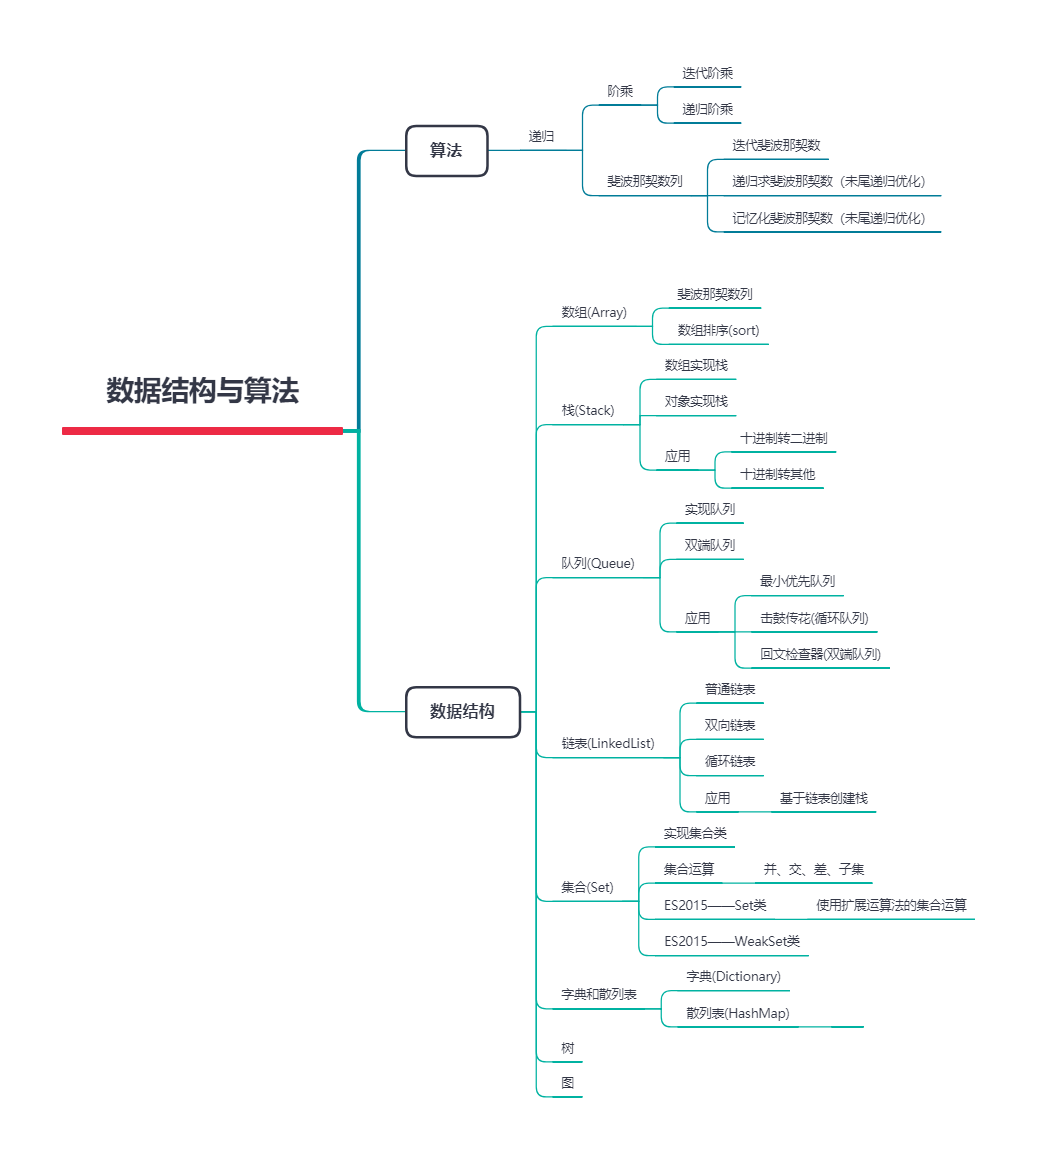 数据结构与算法
算法
递归
阶乘
迭代阶乘
递归阶乘
斐波那契数列
迭代斐波那契数
递归求斐波那契数（未尾递归优化）
记忆化斐波那契数（未尾递归优化）
数据结构
数组(Array)
斐波那契数列
数组排序(sort)
栈(Stack)
数组实现栈
对象实现栈
应用
十进制转二进制
十进制转其他
队列(Queue)
实现队列
双端队列
应用
最小优先队列
击鼓传花(循环队列)
回文检查器(双端队列)
链表(LinkedList)
普通链表
双向链表
循环链表
应用
基于链表创建栈
集合(Set)
实现集合类
集合运算
并、交、差、子集
ES2015——Set类
使用扩展运算法的集合运算
ES2015——WeakSet类
字典和散列表
字典(Dictionary)
散列表(HashMap)
树
图